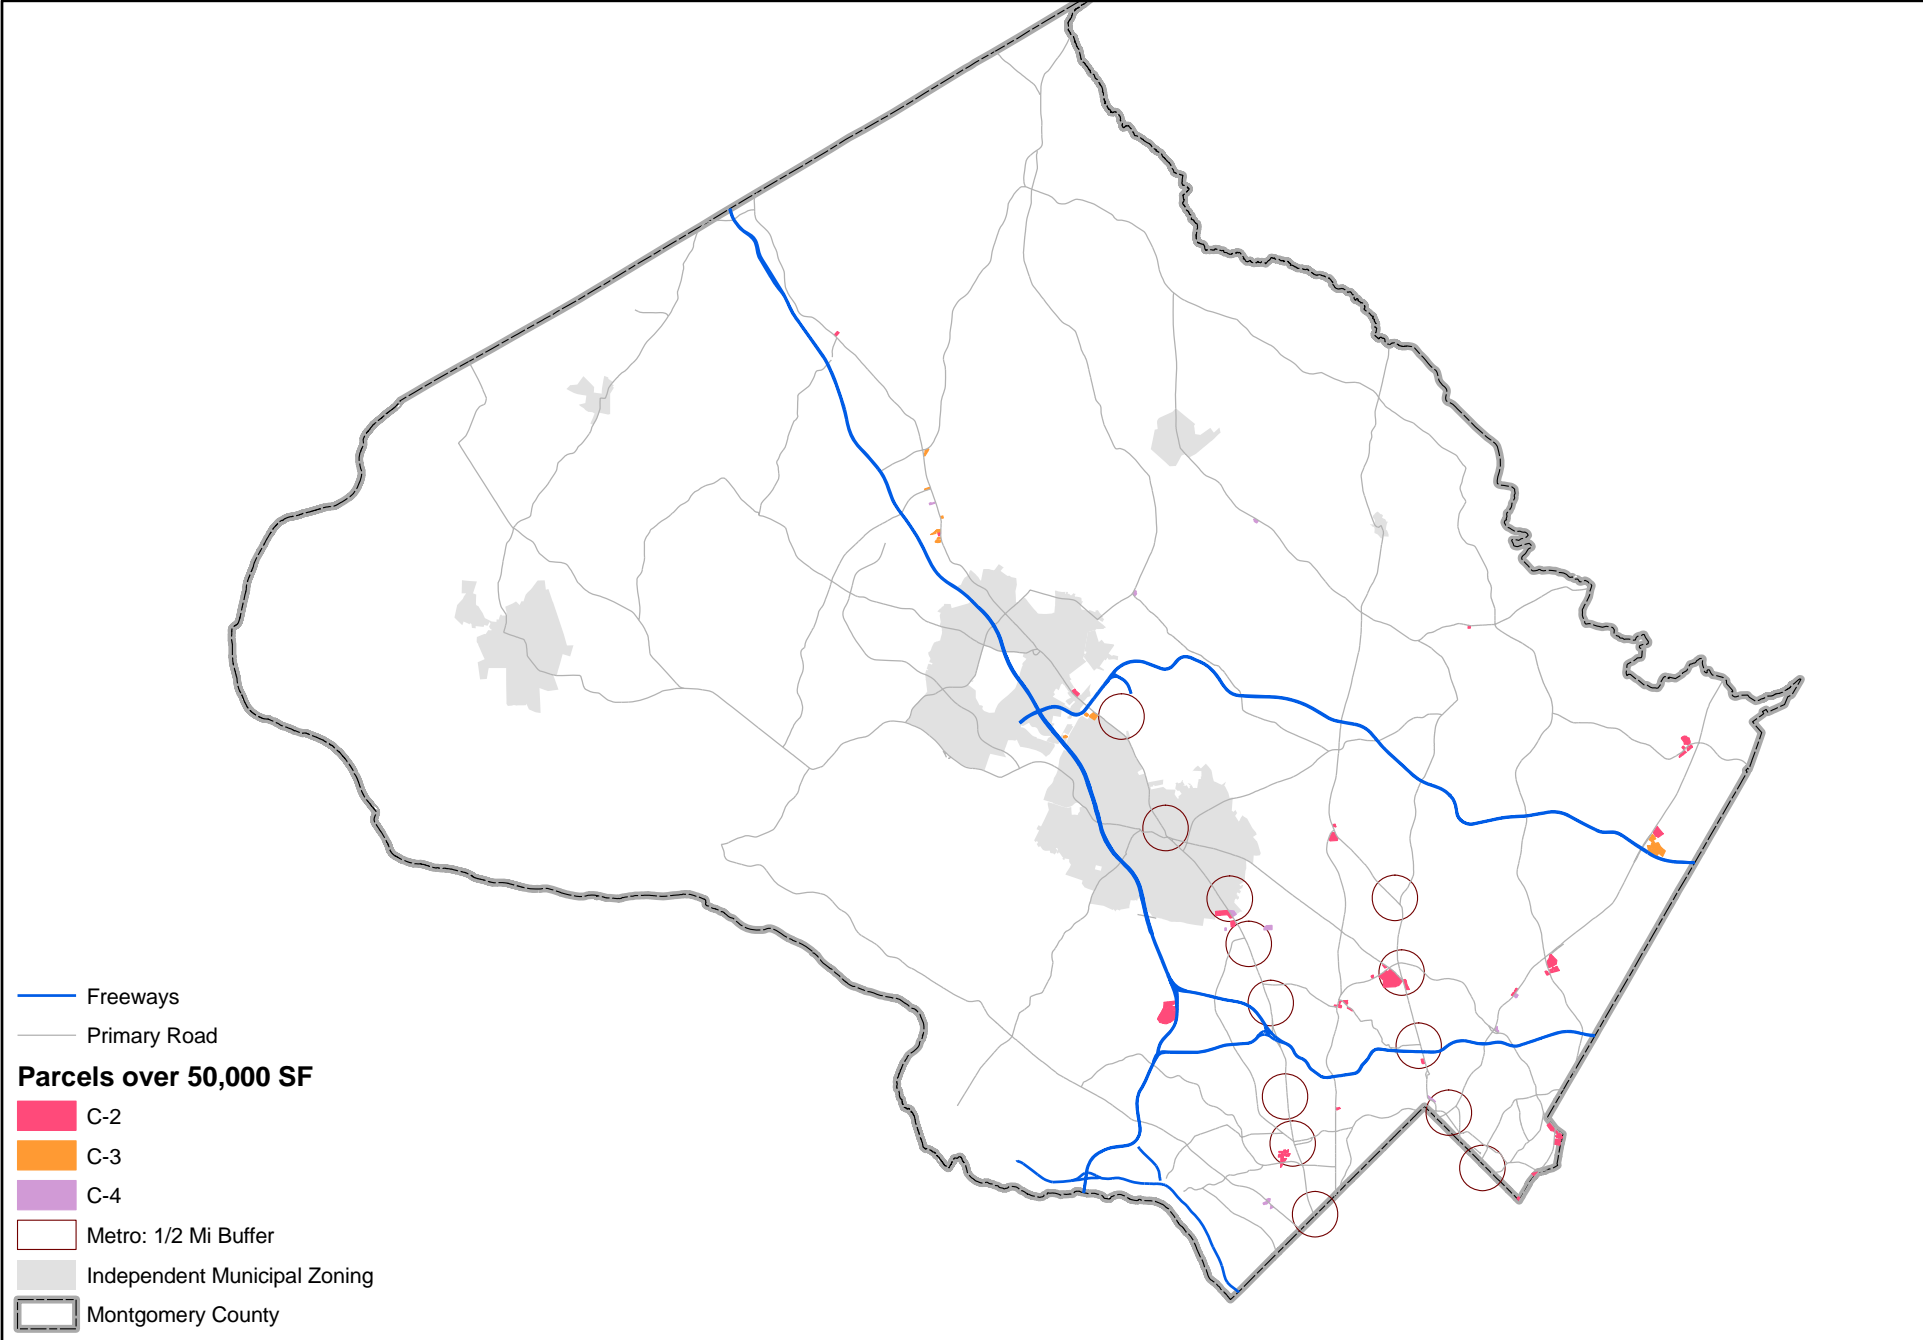 Freeways
Primary Road
Parcels over 50,000 SF
C-2
C-3
C-4
Metro: 1/2 Mi Buffer
Independent Municipal Zoning
Montgomery County